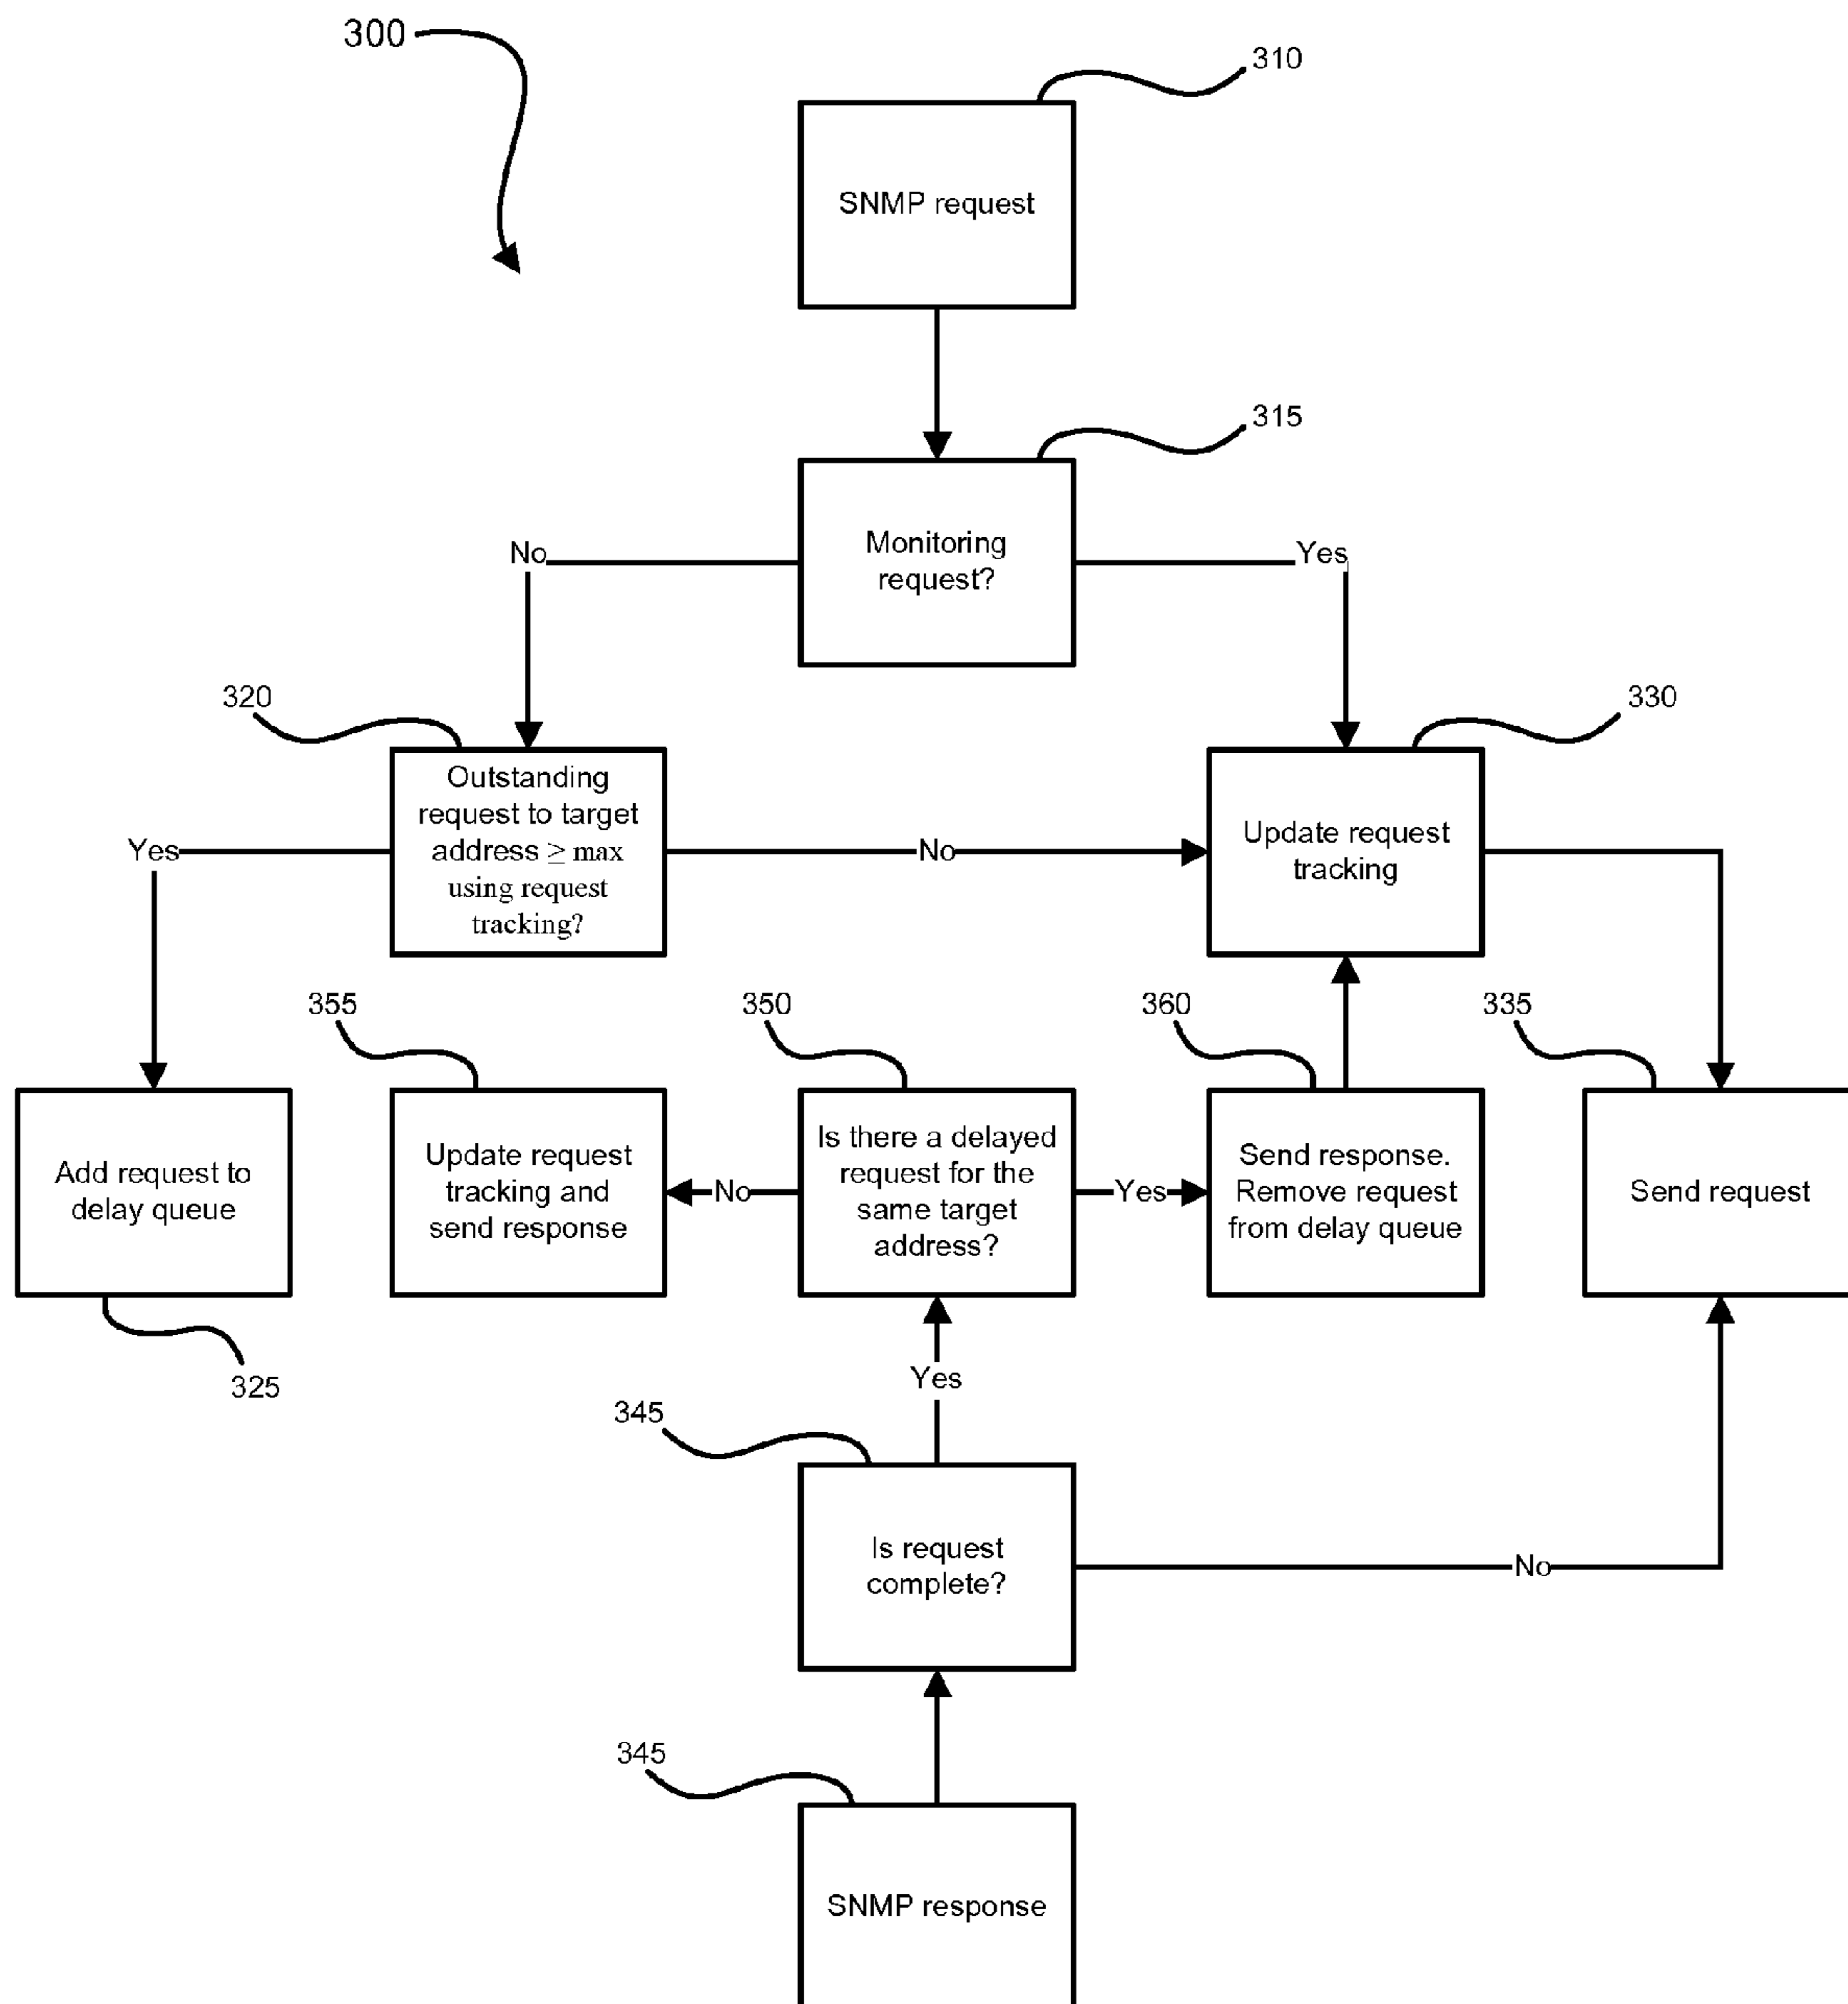 300
310
SNMP request
315
Monitoring
request?
No
Yes
320
330
Outstanding
request to target
address ≥ max
using request
tracking?
Yes
No
Update request
tracking
355
350
360
335
Add request to
delay queue
Update request
tracking and
send response
No
Is there a delayed
request for the
same target
address?
Yes
Send response.
Remove request
from delay queue
Send request
325
Yes
345
Is request
complete?
No
345
SNMP response